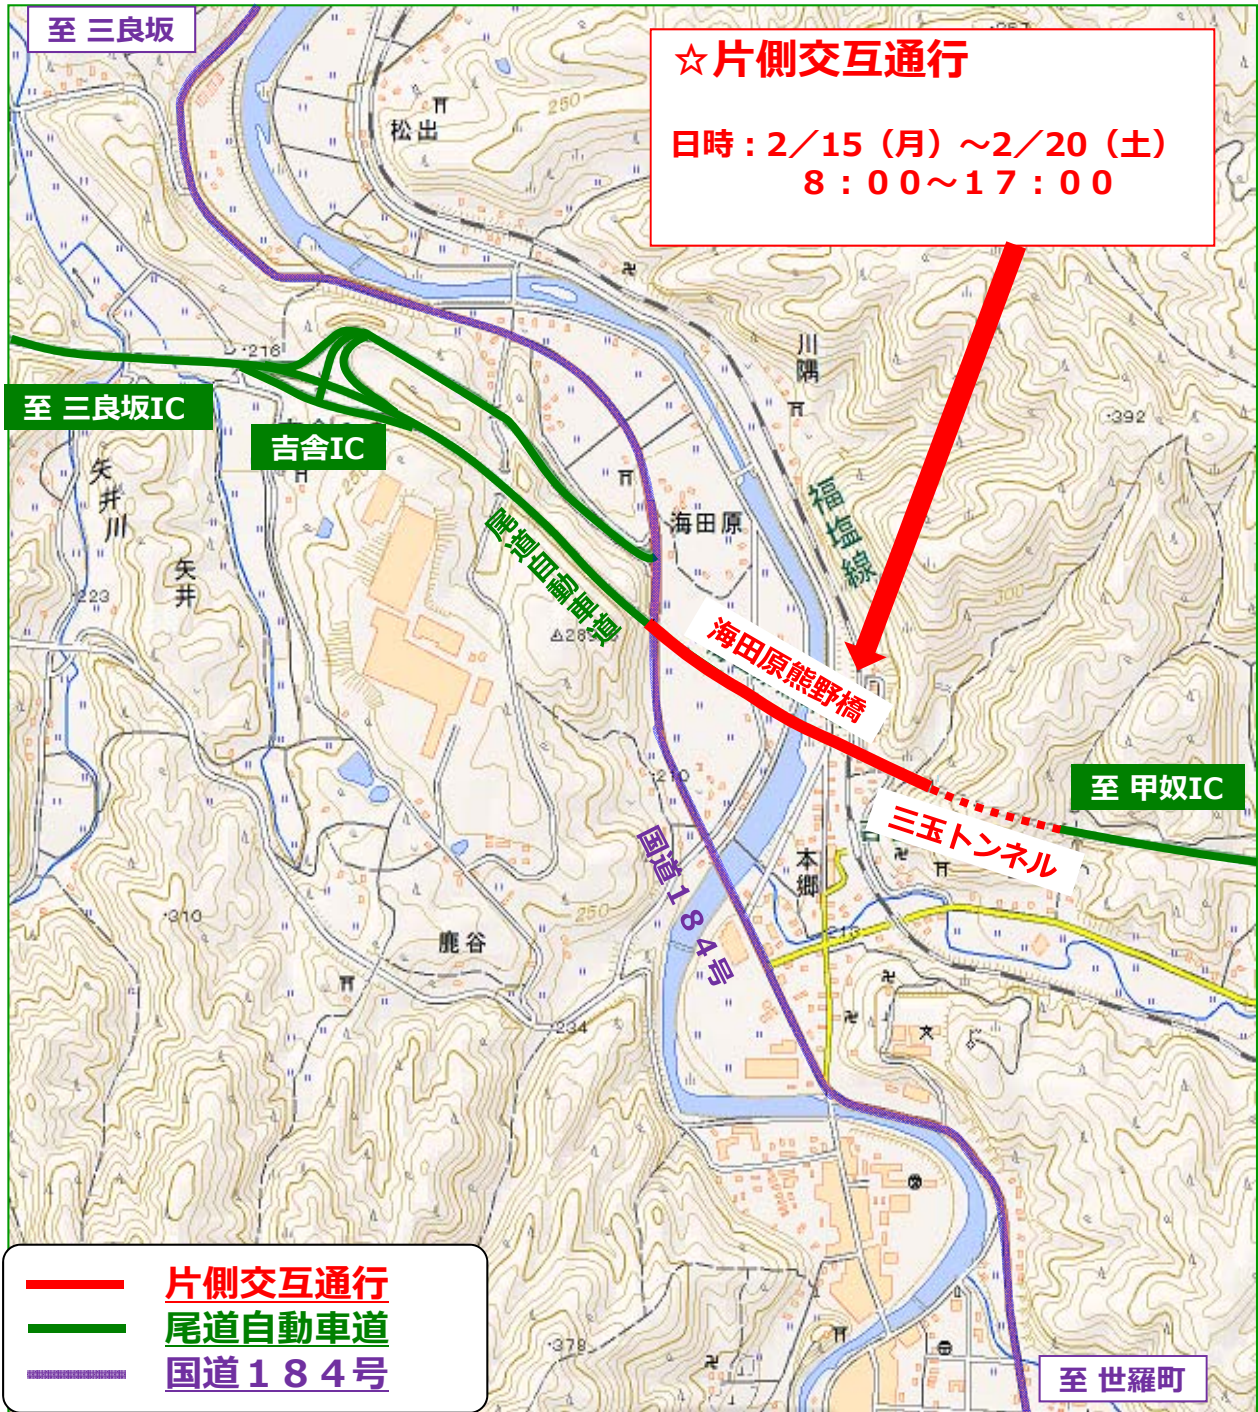 至 三良坂
☆片側交互通行
日時：2／15（月）～2／20（土）
８：００～１７：００
250
松出
川隅
・216
至 三良坂IC
吉舎IC
・392
矢井川
250
福塩線
海田原
尾道自動車道
矢井
・223
300
海田原熊野橋
・210
至 甲奴IC
三玉トンネル
国道１８４号
本郷
250
・310
鹿谷
・213
・234
文
片側交互通行
尾道自動車道
国道１８４号
・378
至 世羅町